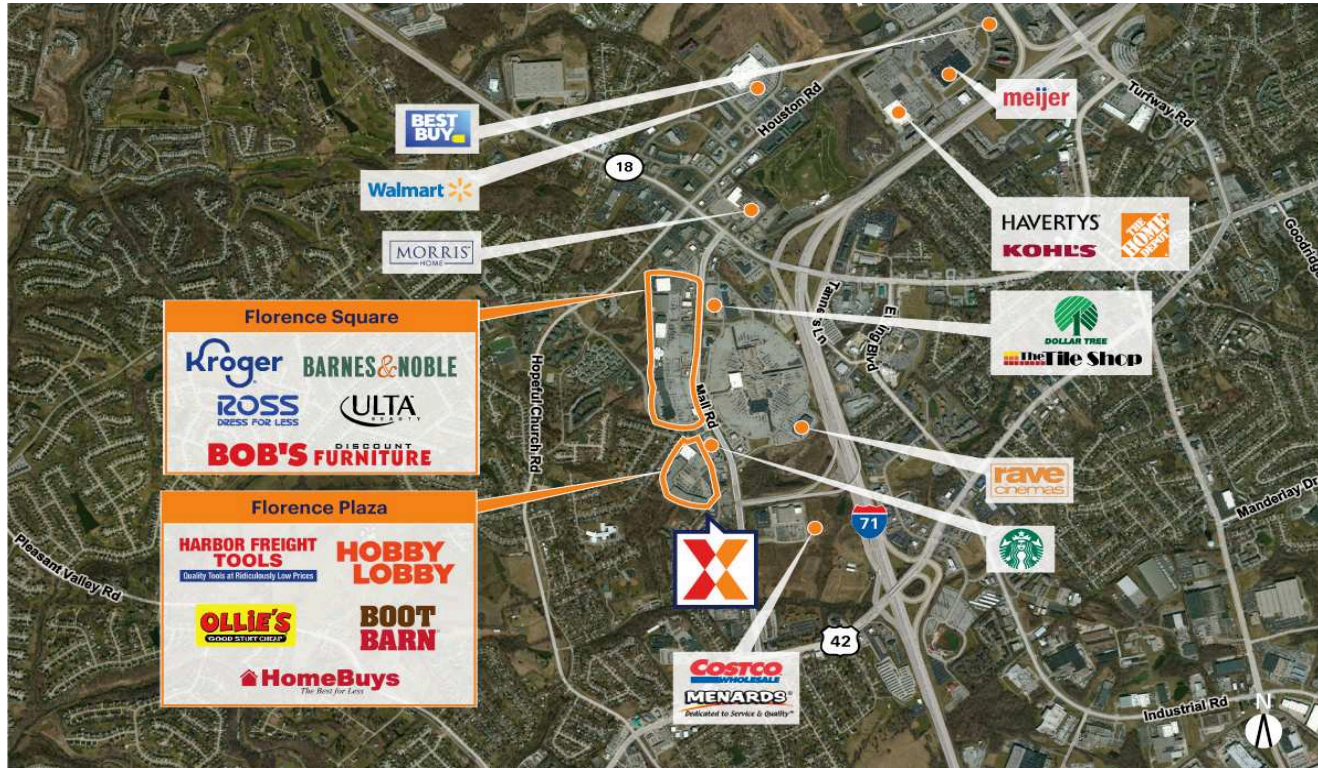 BEST
BUY
Walmart
MORRIS
HOME
Florence Square
Kroger
BARNES & NOBLE
ROSS
DRESS FOR LESS
ULTA
BEAUTY
BOB'S DISCOUNT FURNITURE
Florence Plaza
HARBOR FREIGHT
TOOLS
Quality Tools at Ridiculously Low Prices
HOBBY
LOBBY
OLLIE'S
GOOD STUFF CHEAP
BOOT
BARN
HomeBuys
The Best for Less
Houston Rd
18
Hopeful Church Rd
Mall Rd
Tanners Ln
Ewing Blvd
Turfway Rd
Goodridge
Manderlay Dr
Pleasant Valley Rd
Industrial Rd
71
42
meijer
HAVERTYS
KOHL'S
THE
HOME
DEPOT
DOLLAR TREE
The Tile Shop
rave
cinemas
COSTCO
WHOLESALE
MENARDS®
Dedicated to Service & Quality™
N